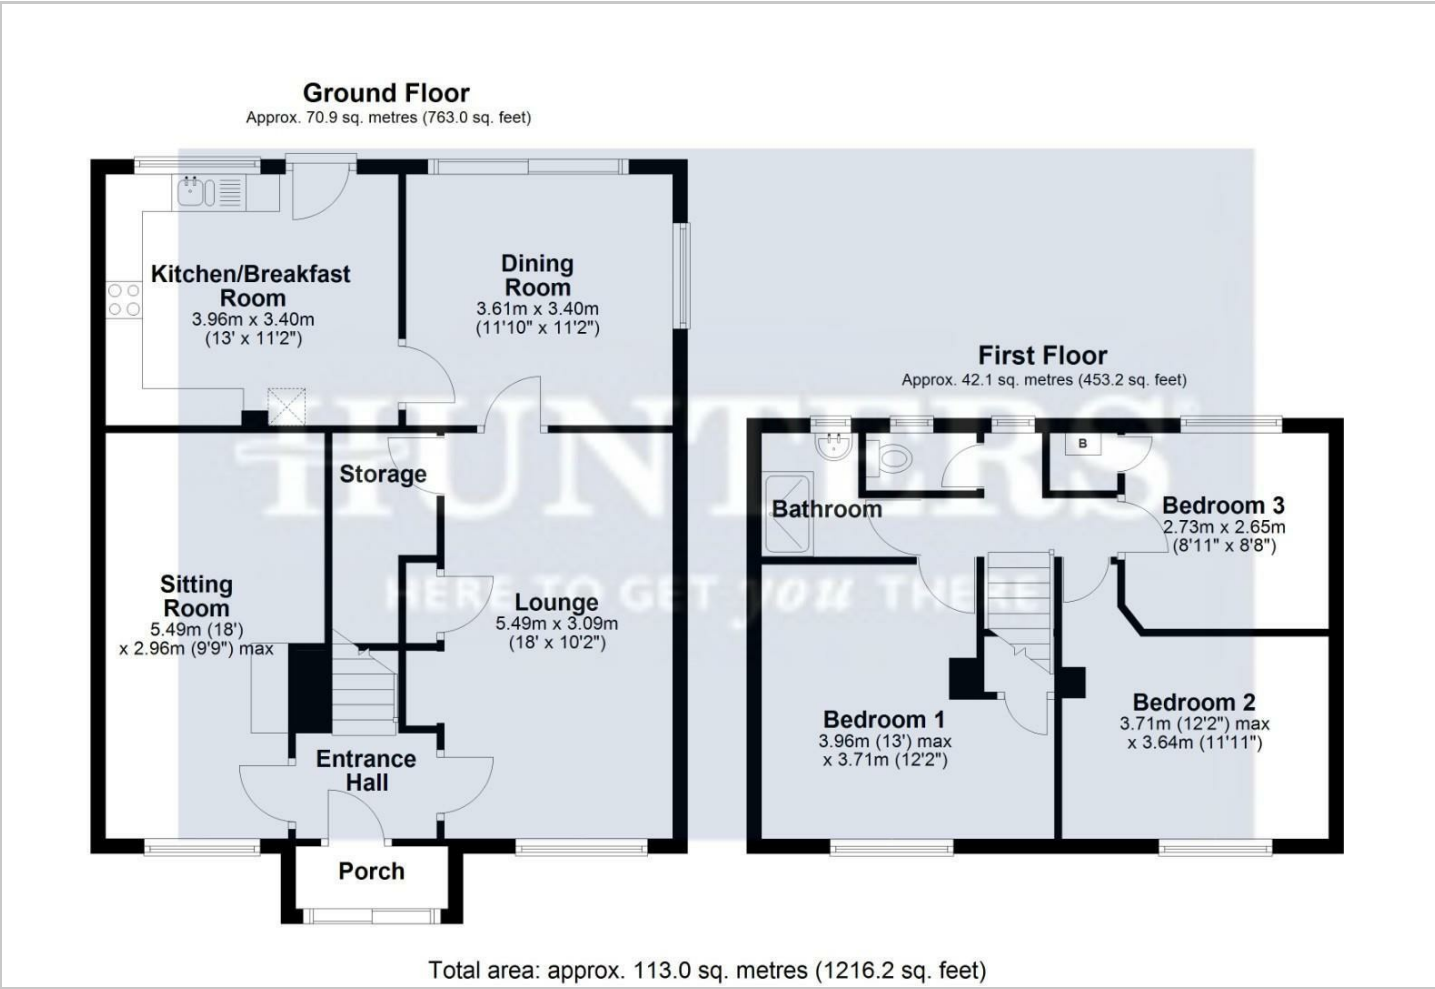 Ground Floor
Approx. 70.9 sq. metres (763.0 sq. feet)
Kitchen/Breakfast
Room
3.96m x 3.40m
(13' x 11'2")
Dining
Room
3.61m x 3.40m
(11'10" x 11'2")
First Floor
Approx. 42.1 sq. metres (453.2 sq. feet)
HUNTERS
HERE TO GET you THERE
Storage
Sitting
Room
5.49m (18')
x 2.96m (9'9") max
Lounge
5.49m x 3.09m
(18' x 10'2")
Entrance
Hall
Porch
B
Bathroom
Bedroom 3
2.73m x 2.65m
(8'11" x 8'8")
Bedroom 1
3.96m (13') max
x 3.71m (12'2")
Bedroom 2
3.71m (12'2") max
x 3.64m (11'11")
Total area: approx. 113.0 sq. metres (1216.2 sq. feet)